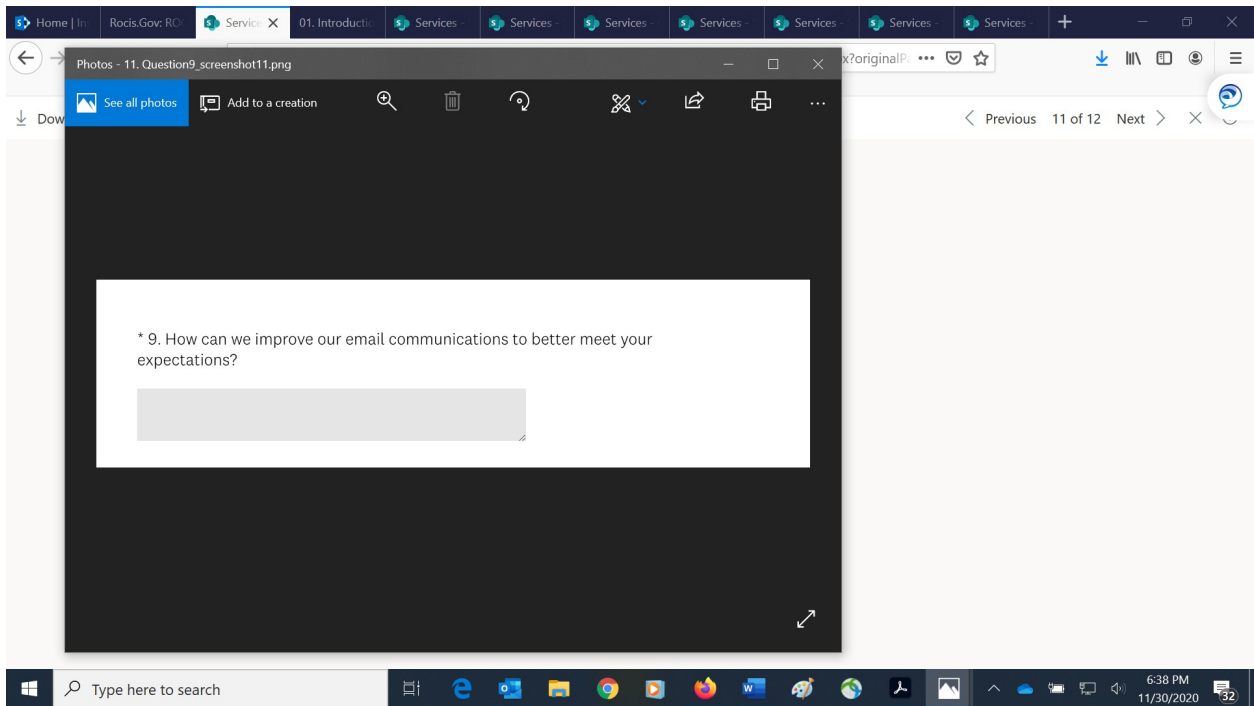 Home | In
Rocis.Gov: RO
Service
01. Introductio
Services -
Services -
Services -
Services -
Services -
Services -
Services -
Photos - 11. Question9_screenshot11.png
x?originalP
See all photos
Add to a creation
Dow
Previous 11 of 12 Next
* 9. How can we improve our email communications to better meet your
expectations?
Type here to search
6:38 PM
11/30/2020
32